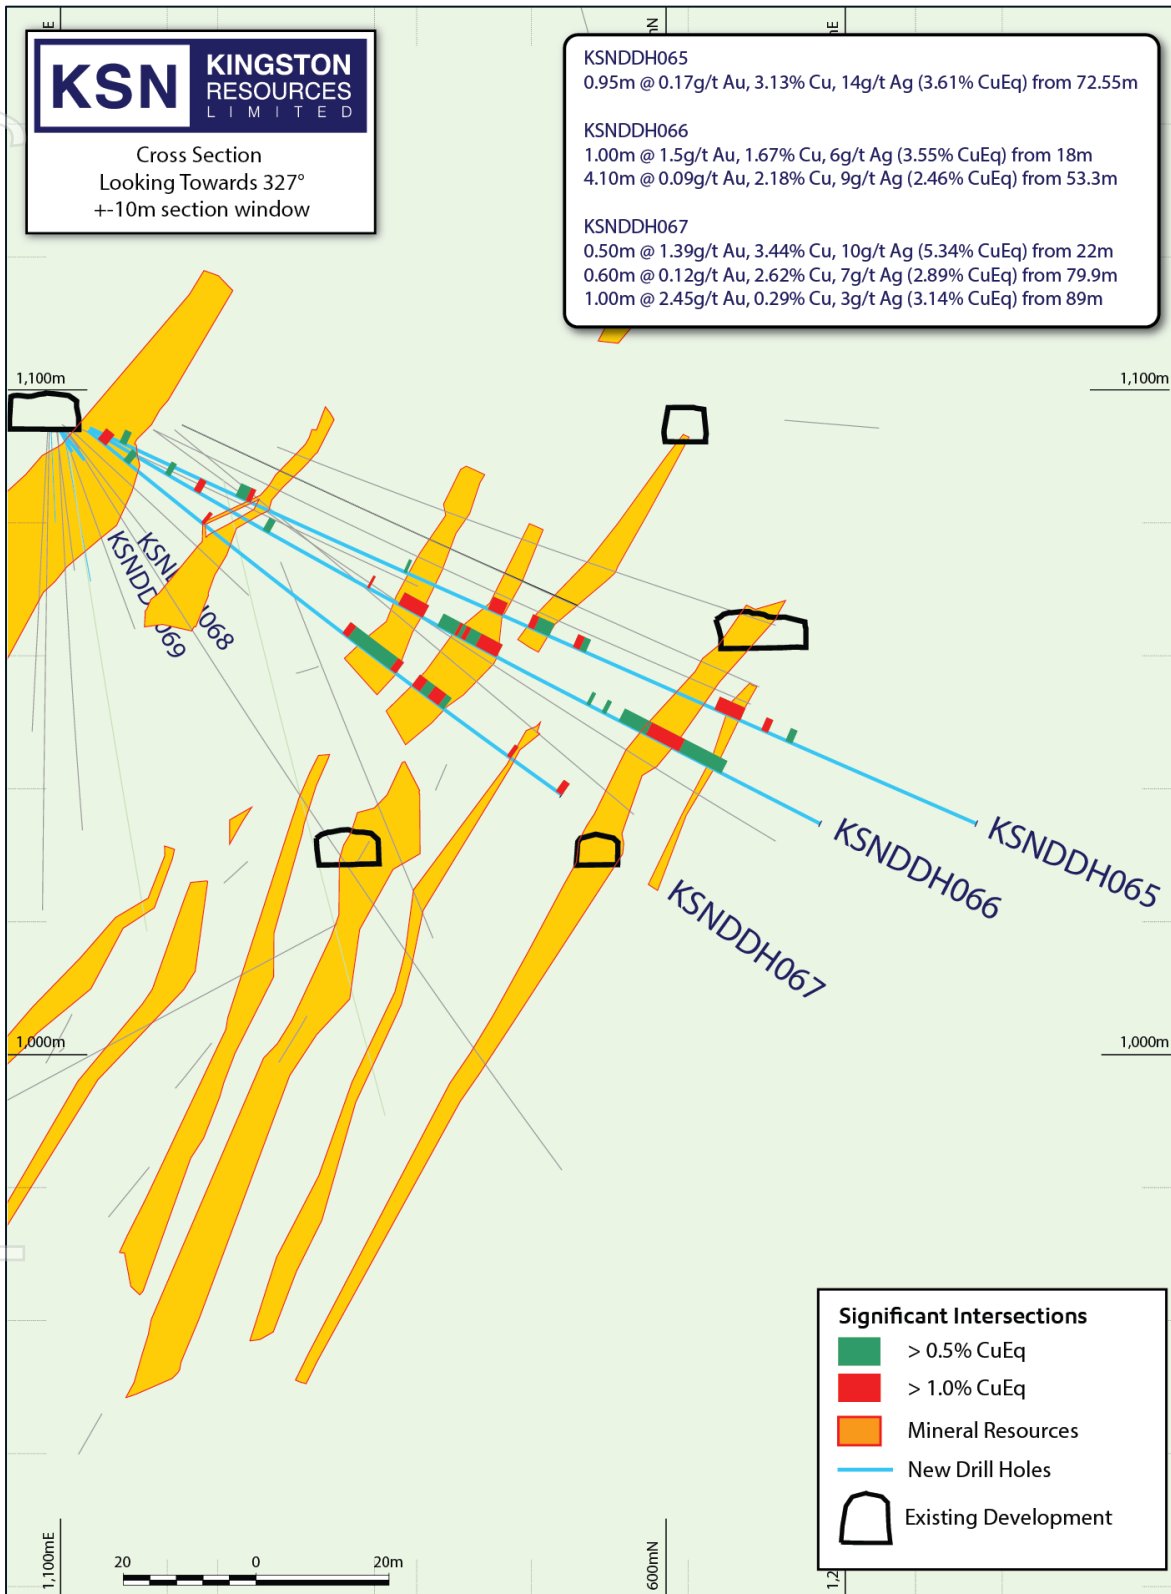 KSN
KINGSTON
RESOURCES
LIMITED
Cross Section
Looking Towards 327°
+-10m section window
KSNDDH065
0.95m @ 0.17g/t Au, 3.13% Cu, 14g/t Ag (3.61% CuEq) from 72.55m
KSNDDH066
1.00m @ 1.5g/t Au, 1.67% Cu, 6g/t Ag (3.55% CuEq) from 18m
4.10m @ 0.09g/t Au, 2.18% Cu, 9g/t Ag (2.46% CuEq) from 53.3m
KSNDDH067
0.50m @ 1.39g/t Au, 3.44% Cu, 10g/t Ag (5.34% CuEq) from 22m
0.60m @ 0.12g/t Au, 2.62% Cu, 7g/t Ag (2.89% CuEq) from 79.9m
1.00m @ 2.45g/t Au, 0.29% Cu, 3g/t Ag (3.14% CuEq) from 89m
1,100m
1,100m
KSNDDH065
KSNDDH066
KSNDDH067
1,000m
1,000m
Significant Intersections
> 0.5% CuEq
> 1.0% CuEq
Mineral Resources
New Drill Holes
Existing Development
1,100mE
20 0 20m
600mN